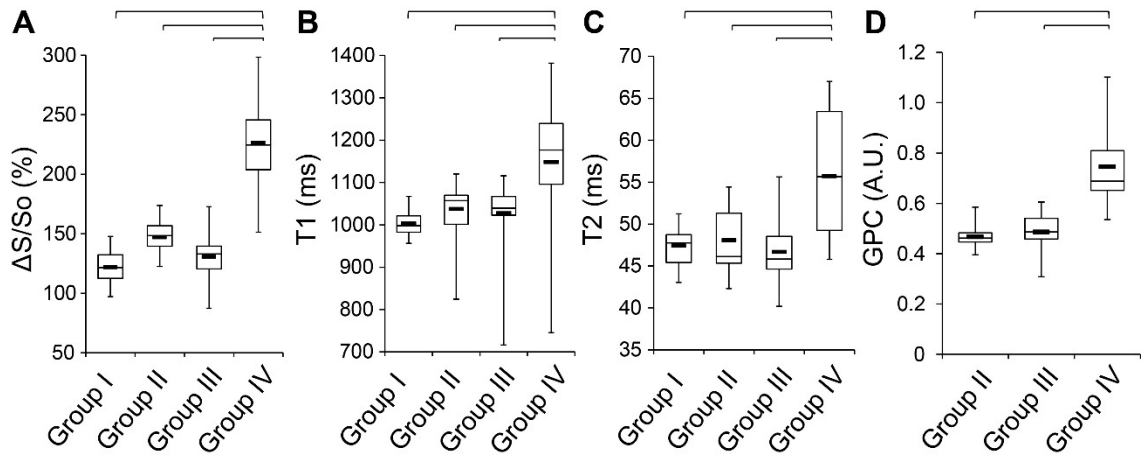 A
ΔS/So (%)
300
250
200
150
100
50
Group I
Group II
Group III
Group IV
B
T1 (ms)
1400
1300
1200
1100
1000
900
800
700
Group I
Group II
Group III
Group IV
C
T2 (ms)
70
65
60
55
50
45
40
35
Group I
Group II
Group III
Group IV
D
GPC (A.U.)
1.2
1.0
0.8
0.6
0.4
0.2
0
Group II
Group III
Group IV